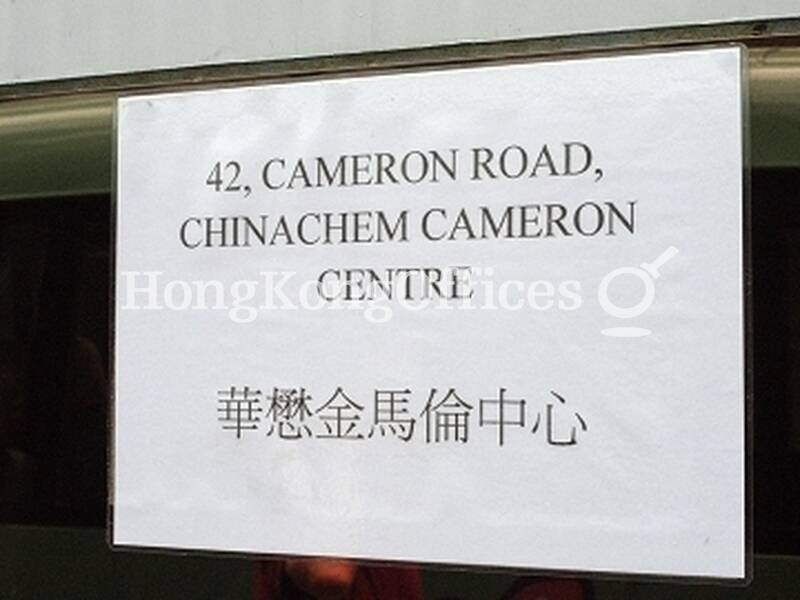 42, CAMERON ROAD,
CHINACHEM CAMERON
CENTRE
HongKongOffices
華懋金馬倫中心